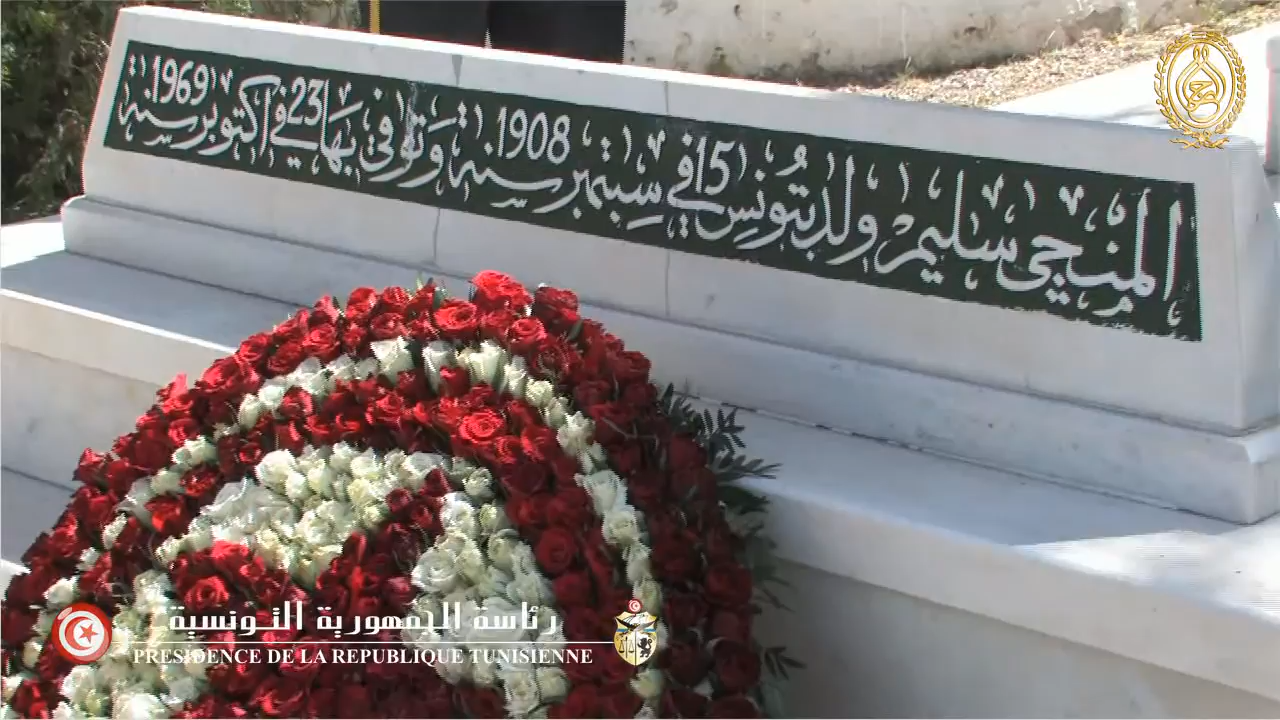 المنجي سليم ولد بتونس في 15 سبتمبر سنة 1908 وتوفي بها في 23 أكتوبر سنة 1969
رئاسة الجمهورية التونسية
PRESIDENCE DE LA REPUBLIQUE TUNISIENNE